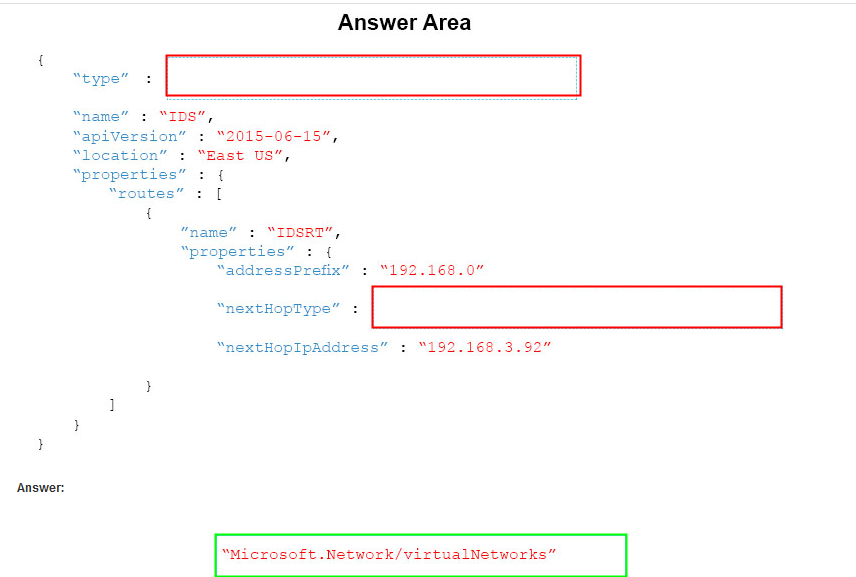 Answer Area
{
“type” :
“name” : “IDS”,
“apiVersion” : “2015-06-15”,
“location” : “East US”,
“properties” : {
“routes” : [
{
”name” : “IDSRT”,
“properties” : {
“addressPrefix” : “192.168.0”
“nextHopType” :
“nextHopIpAddress” : “192.168.3.92”
}
]
}
}
Answer:
“Microsoft.Network/virtualNetworks”